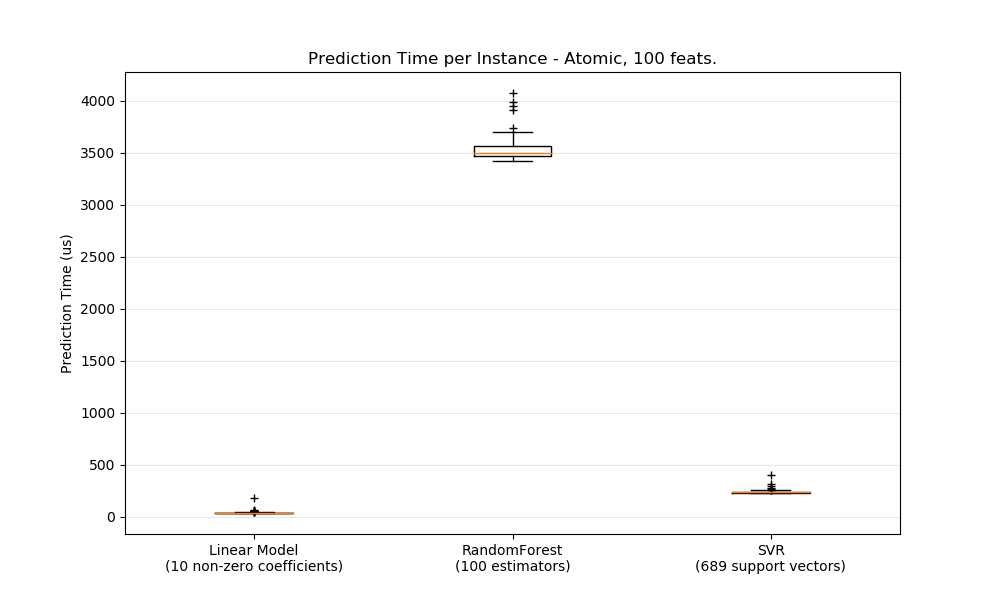 Prediction Time per Instance - Atomic, 100 feats.
Prediction Time (us)
4000
3500
3000
2500
2000
1500
1000
500
0
Linear Model
(10 non-zero coefficients)
RandomForest
(100 estimators)
SVR
(689 support vectors)